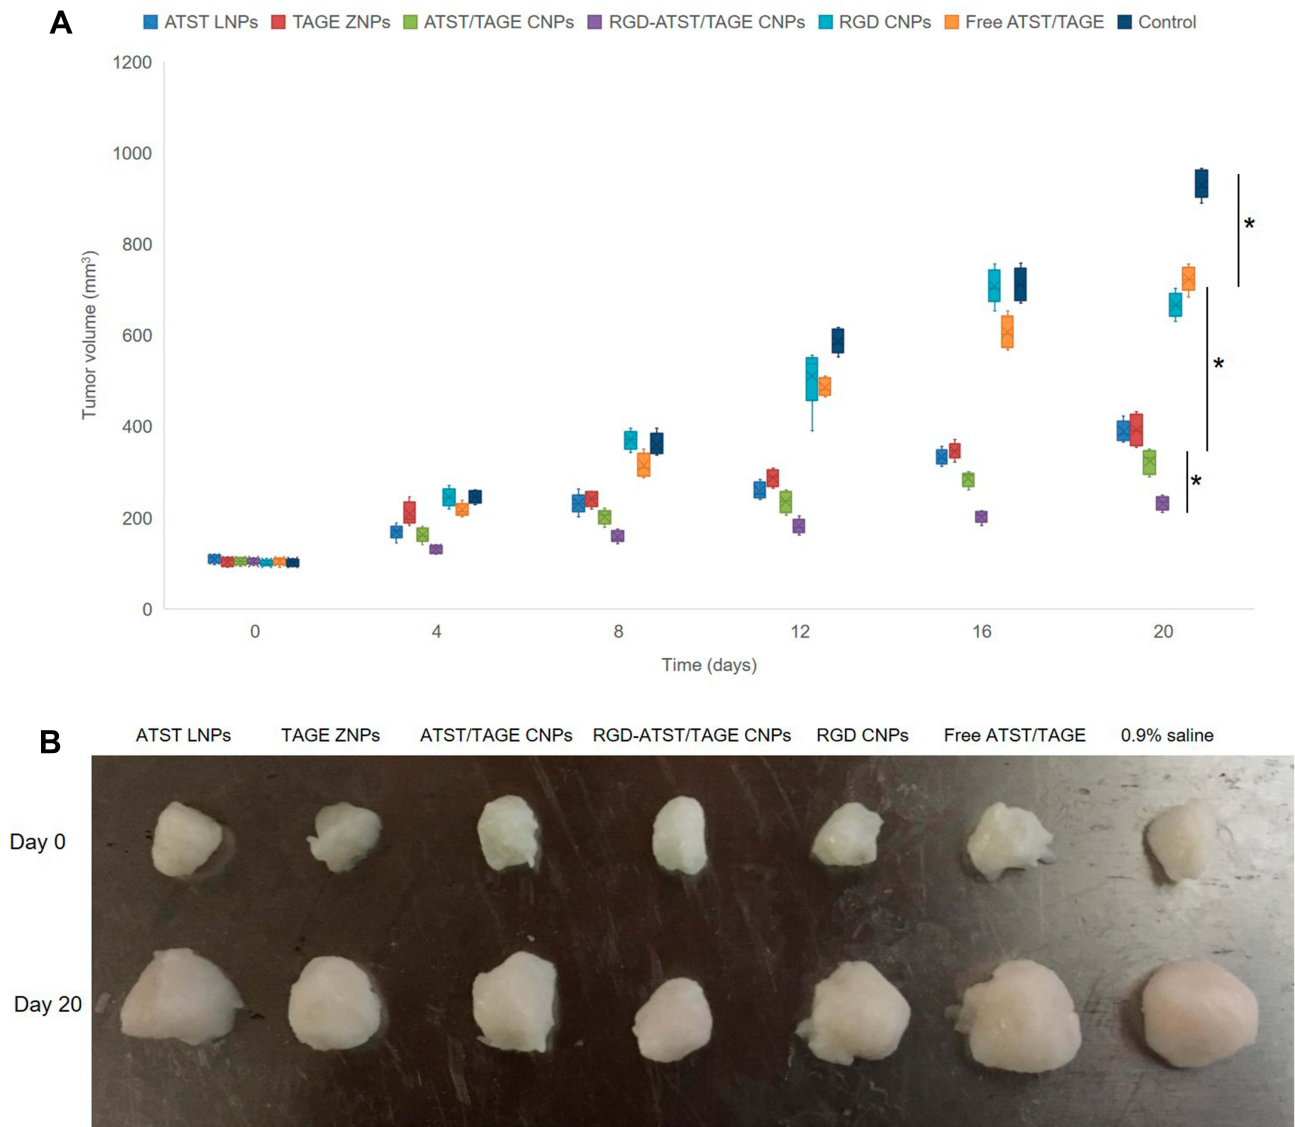 A
ATST LNPs TAGE ZNPs ATST/TAGE CNPs RGD-ATST/TAGE CNPs RGD CNPs Free ATST/TAGE Control
1200
1000
800
600
400
200
0
Tumor volume (mm³)
0 4 8 12 16 20
Time (days)
*
*
*
B
ATST LNPs TAGE ZNPs ATST/TAGE CNPs RGD-ATST/TAGE CNPs RGD CNPs Free ATST/TAGE 0.9% saline
Day 0
Day 20